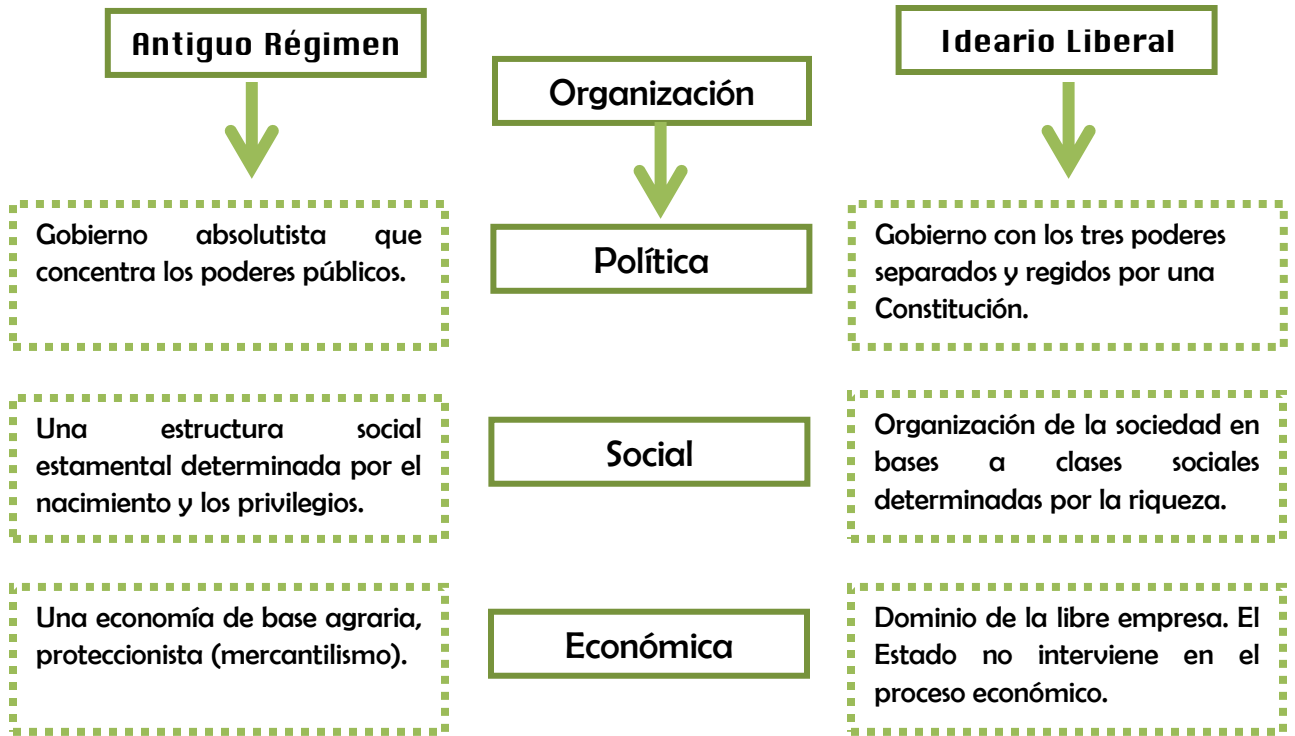 Antiguo Régimen
Organización
Ideario Liberal
Gobierno absolutista que
concentra los poderes públicos.
Política
Gobierno con los tres poderes
separados y regidos por una
Constitución.
Una estructura social
estamental determinada por el
nacimiento y los privilegios.
Social
Organización de la sociedad en
bases a clases sociales
determinadas por la riqueza.
Una economía de base agraria,
proteccionista (mercantilismo).
Económica
Dominio de la libre empresa. El
Estado no interviene en el
proceso económico.